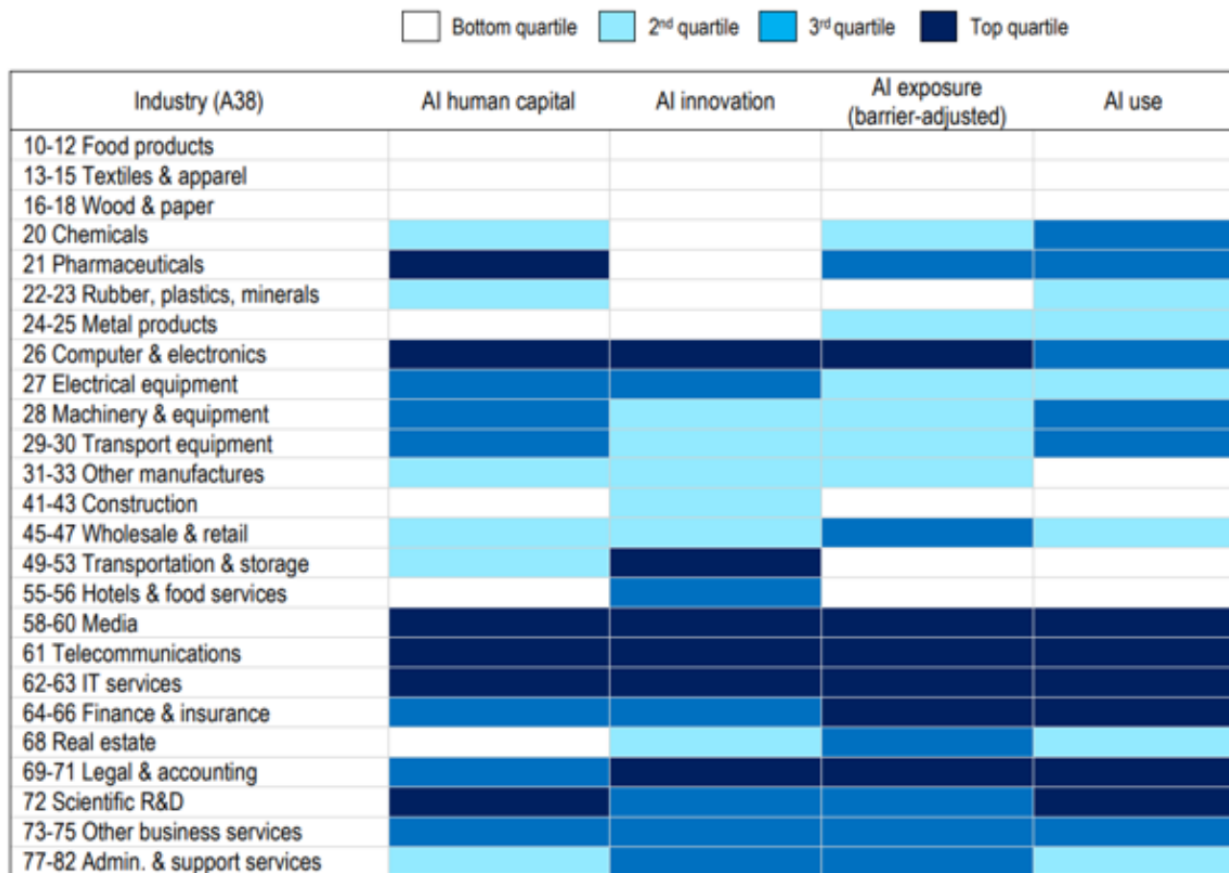 Bottom quartile 2nd quartile 3rd quartile Top quartile
Industry (A38) AI human capital AI innovation AI exposure (barrier-adjusted) AI use
10-12 Food products
13-15 Textiles & apparel
16-18 Wood & paper
20 Chemicals
21 Pharmaceuticals
22-23 Rubber, plastics, minerals
24-25 Metal products
26 Computer & electronics
27 Electrical equipment
28 Machinery & equipment
29-30 Transport equipment
31-33 Other manufactures
41-43 Construction
45-47 Wholesale & retail
49-53 Transportation & storage
55-56 Hotels & food services
58-60 Media
61 Telecommunications
62-63 IT services
64-66 Finance & insurance
68 Real estate
69-71 Legal & accounting
72 Scientific R&D
73-75 Other business services
77-82 Admin. & support services